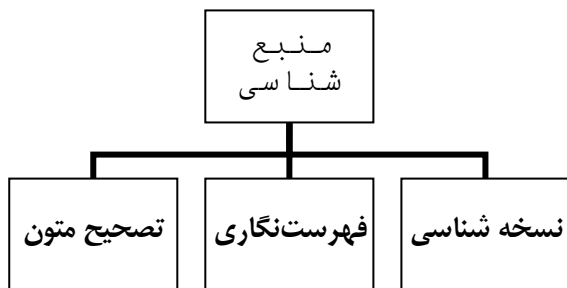 منبع
شناسی
نسخه شناسی
فهرست‌نگاری
تصحیح متون